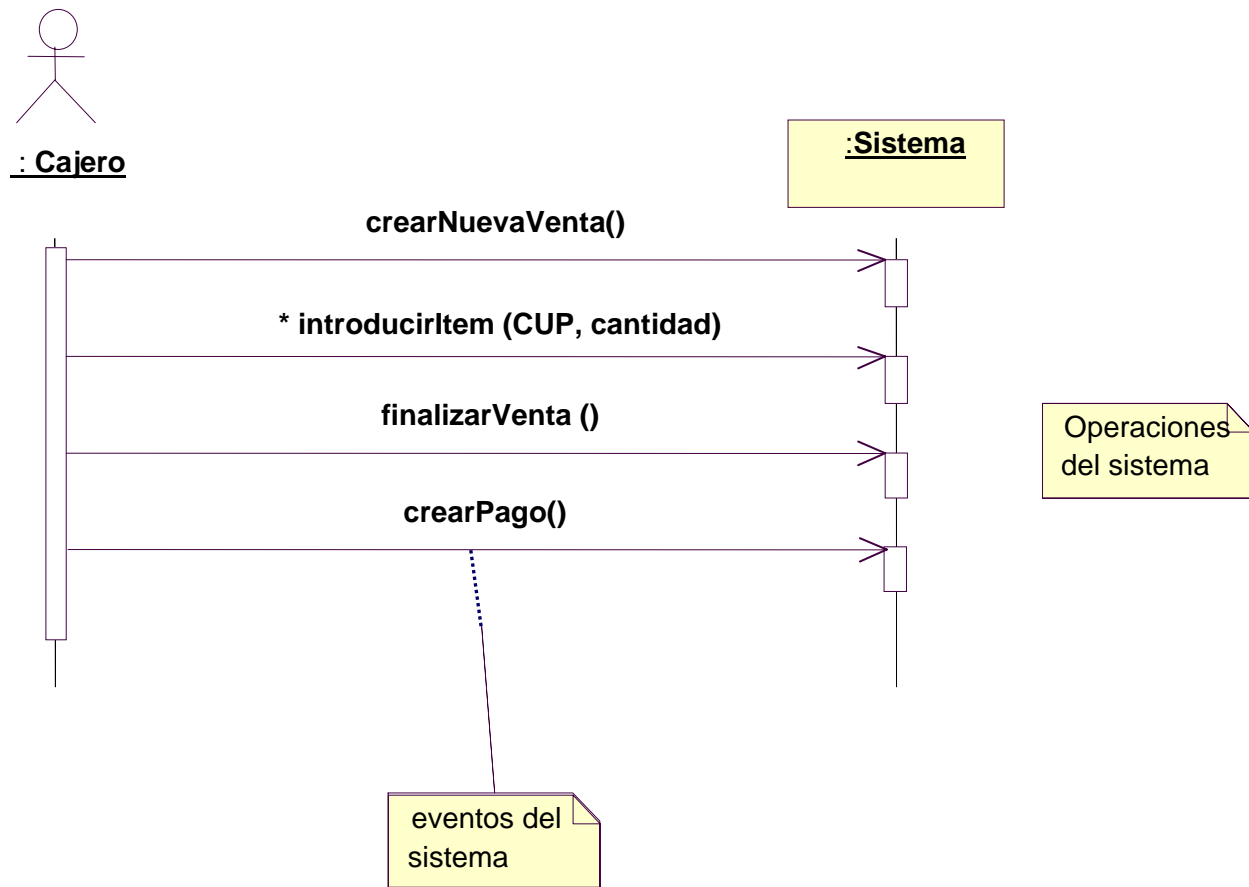 : Cajero
:Sistema
crearNuevaVenta()
* introducirItem (CUP, cantidad)
finalizarVenta ()
crearPago()
Operaciones
del sistema
eventos del
sistema